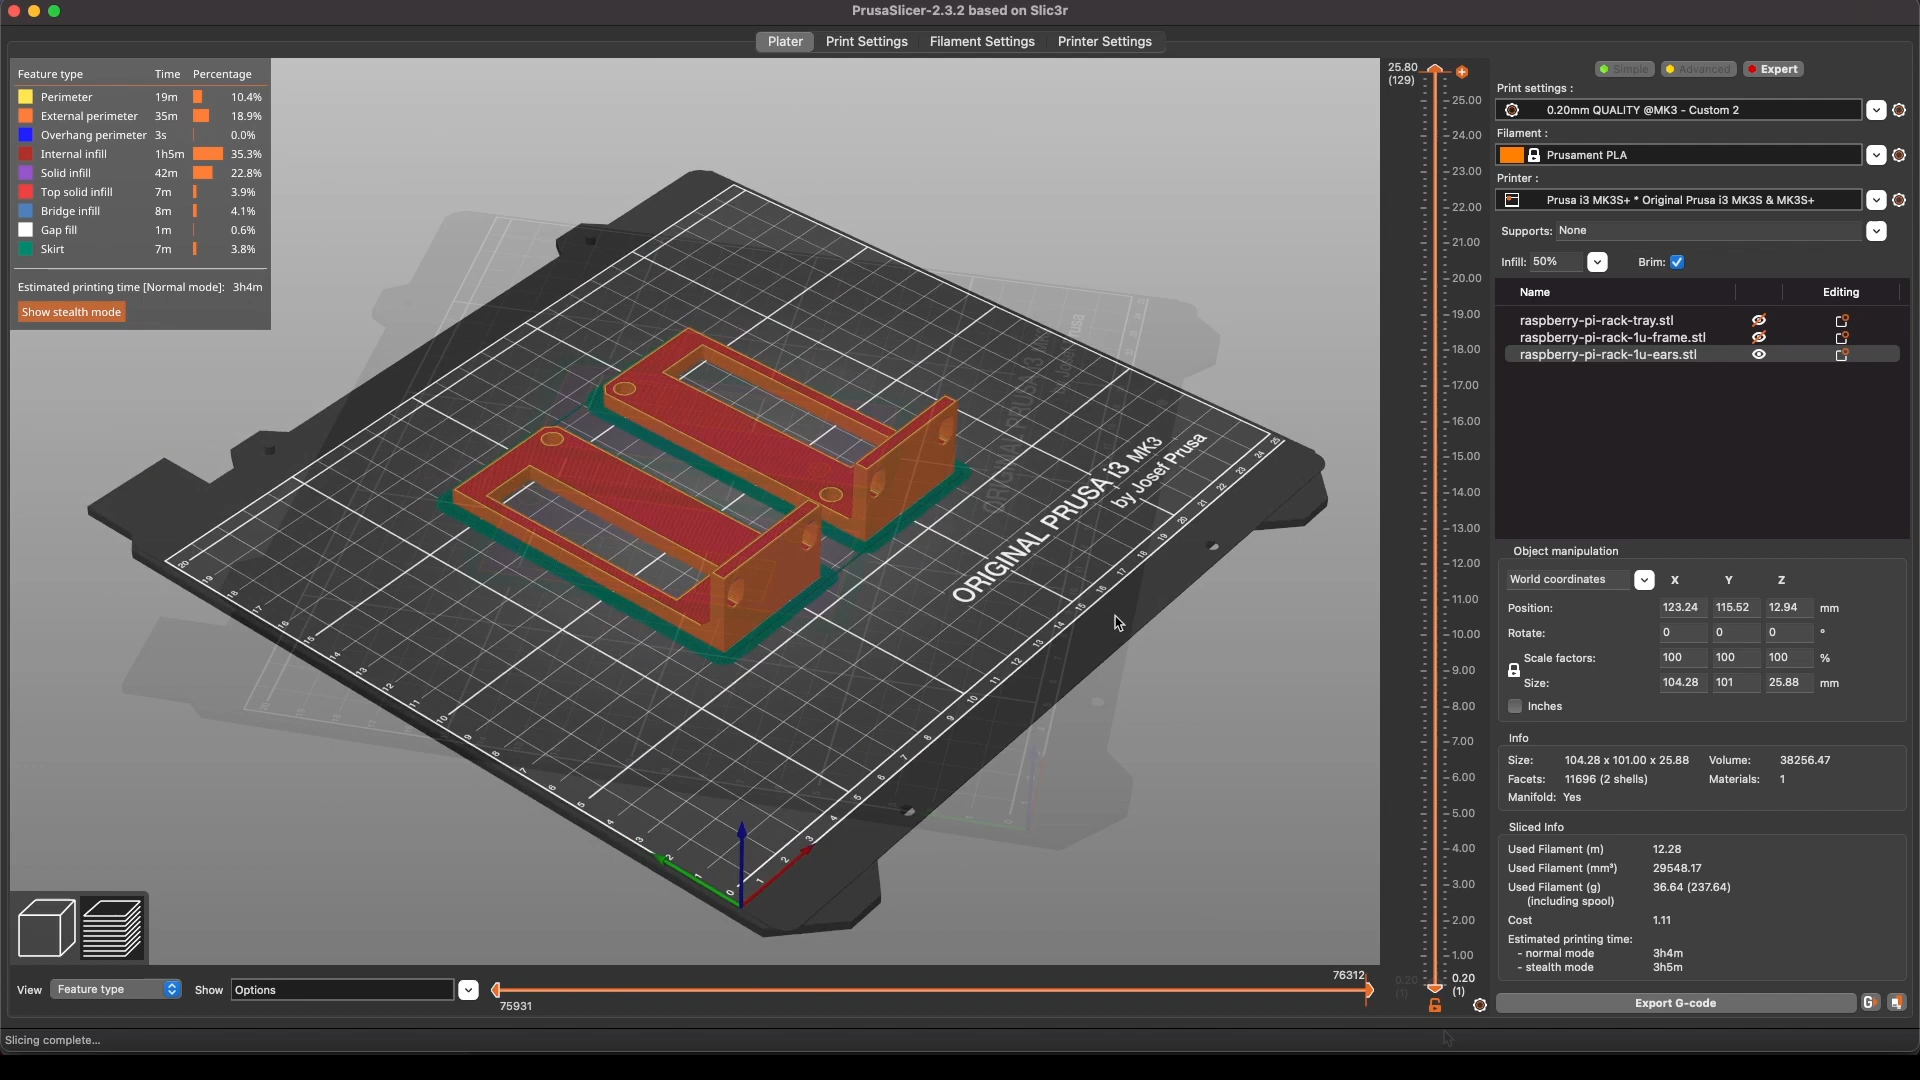 PrusaSlicer-2.3.2 based on Slic3r
Plater Print Settings Filament Settings Printer Settings
Feature type Time Percentage
Perimeter 19m 10.4%
External perimeter 35m 18.9%
Overhang perimeter 3s 0.0%
Internal infill 1h5m 35.3%
Solid infill 42m 22.8%
Top solid infill 7m 3.9%
Bridge infill 8m 4.1%
Gap fill 1m 0.6%
Skirt 7m 3.8%
Estimated printing time [Normal mode]: 3h4m
Show stealth mode
ORIGINAL PRUSA i3 MK3
by Josef Prusa
25.80
(129)
25.00
24.00
23.00
22.00
21.00
20.00
19.00
18.00
17.00
16.00
15.00
14.00
13.00
12.00
11.00
10.00
9.00
8.00
7.00
6.00
5.00
4.00
3.00
2.00
1.00
0.20
(1)
Simple Advanced Expert
Print settings :
0.20mm QUALITY @MK3 - Custom 2
Filament :
Prusament PLA
Printer :
Prusa i3 MK3S+ * Original Prusa i3 MK3S & MK3S+
Supports: None
Infill: 50% Brim:
Name Editing
raspberry-pi-rack-tray.stl
raspberry-pi-rack-1u-frame.stl
raspberry-pi-rack-1u-ears.stl
Object manipulation
World coordinates X Y Z
Position: 123.24 115.52 12.94 mm
Rotate: 0 0 0 °
Scale factors: 100 100 100 %
Size: 104.28 101 25.88 mm
Inches
Info
Size: 104.28 x 101.00 x 25.88 Volume: 38256.47
Facets: 11696 (2 shells) Materials: 1
Manifold: Yes
Sliced Info
Used Filament (m) 12.28
Used Filament (mm³) 29548.17
Used Filament (g) 36.64 (237.64)
(including spool)
Cost 1.11
Estimated printing time:
- normal mode 3h4m
- stealth mode 3h5m
Export G-code
View Feature type Show Options
76312
75931
Slicing complete...